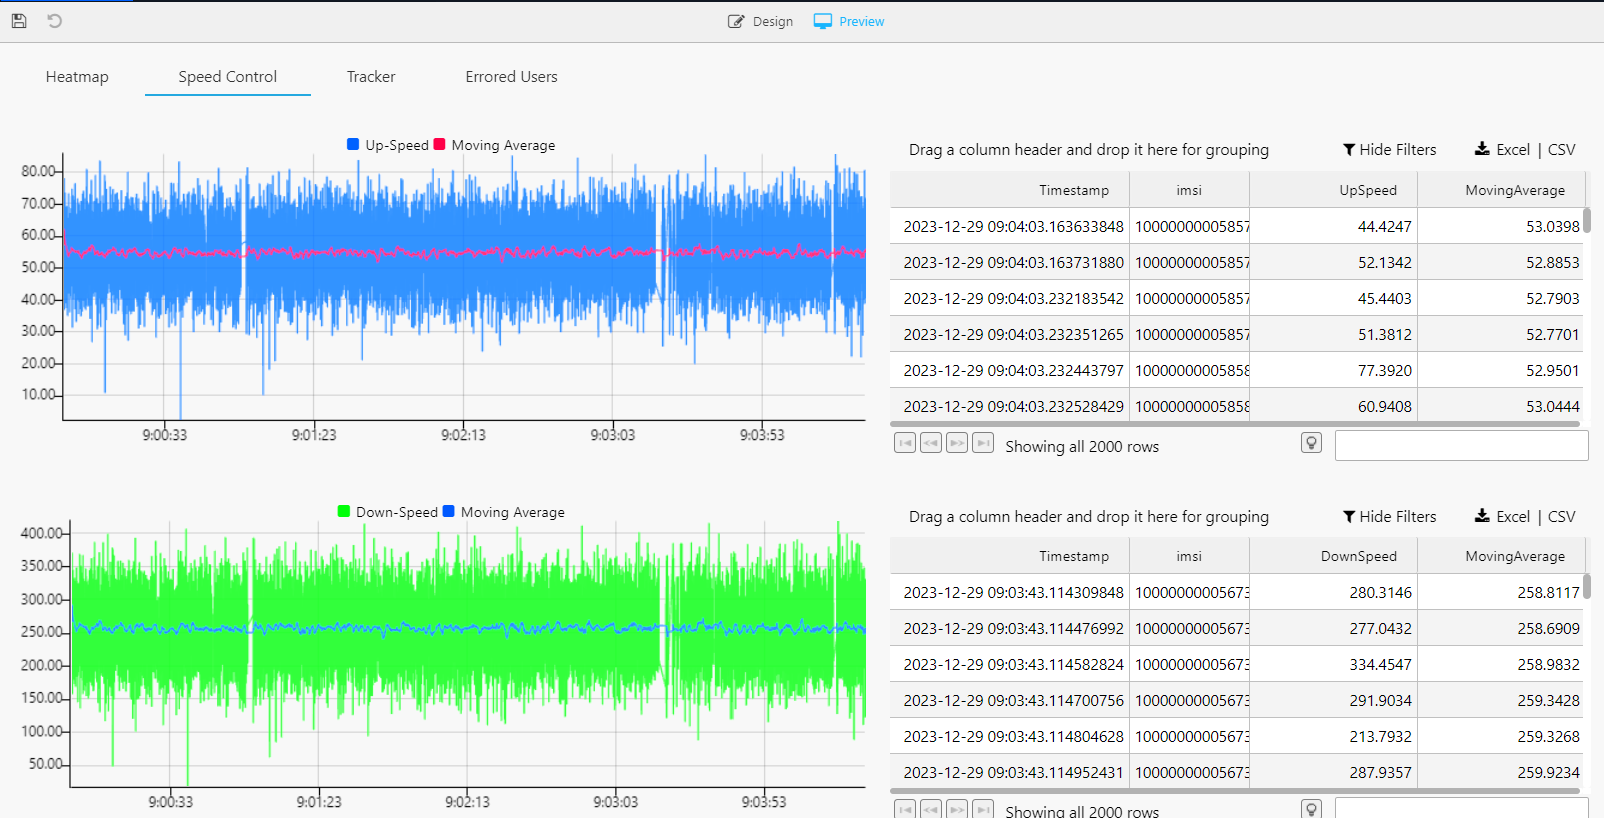 Design Preview
Heatmap Speed Control Tracker Errored Users
Up-Speed Moving Average
80.00
70.00
60.00
50.00
40.00
30.00
20.00
10.00
9:00:33 9:01:23 9:02:13 9:03:03 9:03:53
Drag a column header and drop it here for grouping Hide Filters Excel | CSV
Timestamp imsi UpSpeed MovingAverage
2023-12-29 09:04:03.163633848 10000000005857 44.4247 53.0398
2023-12-29 09:04:03.163731880 10000000005857 52.1342 52.8853
2023-12-29 09:04:03.232183542 10000000005857 45.4403 52.7903
2023-12-29 09:04:03.232351265 10000000005857 51.3812 52.7701
2023-12-29 09:04:03.232443797 10000000005858 77.3920 52.9501
2023-12-29 09:04:03.232528429 10000000005858 60.9408 53.0444
Showing all 2000 rows
Down-Speed Moving Average
400.00
350.00
300.00
250.00
200.00
150.00
100.00
50.00
9:00:33 9:01:23 9:02:13 9:03:03 9:03:53
Drag a column header and drop it here for grouping Hide Filters Excel | CSV
Timestamp imsi DownSpeed MovingAverage
2023-12-29 09:03:43.114309848 10000000005673 280.3146 258.8117
2023-12-29 09:03:43.114476992 10000000005673 277.0432 258.6909
2023-12-29 09:03:43.114582824 10000000005673 334.4547 258.9832
2023-12-29 09:03:43.114700756 10000000005673 291.9034 259.3428
2023-12-29 09:03:43.114804628 10000000005673 213.7932 259.3268
2023-12-29 09:03:43.114952431 10000000005673 287.9357 259.9234
Showing all 2000 rows